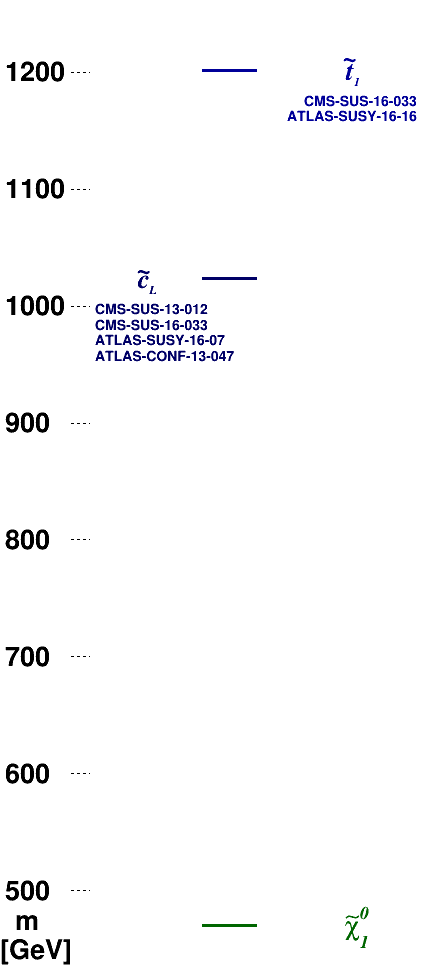 1200
t̃₁
CMS-SUS-16-033
ATLAS-SUSY-16-16
1100
c̃L
1000
CMS-SUS-13-012
CMS-SUS-16-033
ATLAS-SUSY-16-07
ATLAS-CONF-13-047
900
800
700
600
500
m
[GeV]
χ̃₁⁰